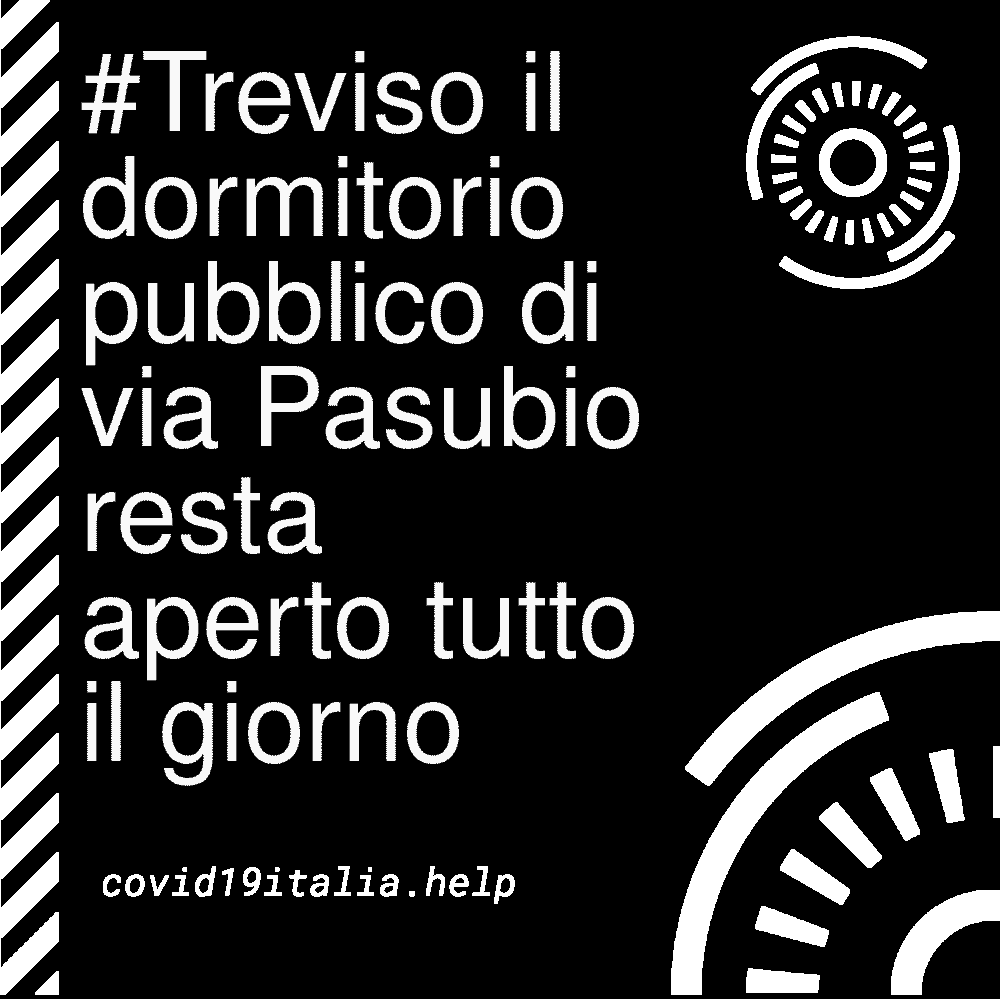 #Treviso il
dormitorio
pubblico di
via Pasubio
resta
aperto tutto
il giorno
covid19italia.help